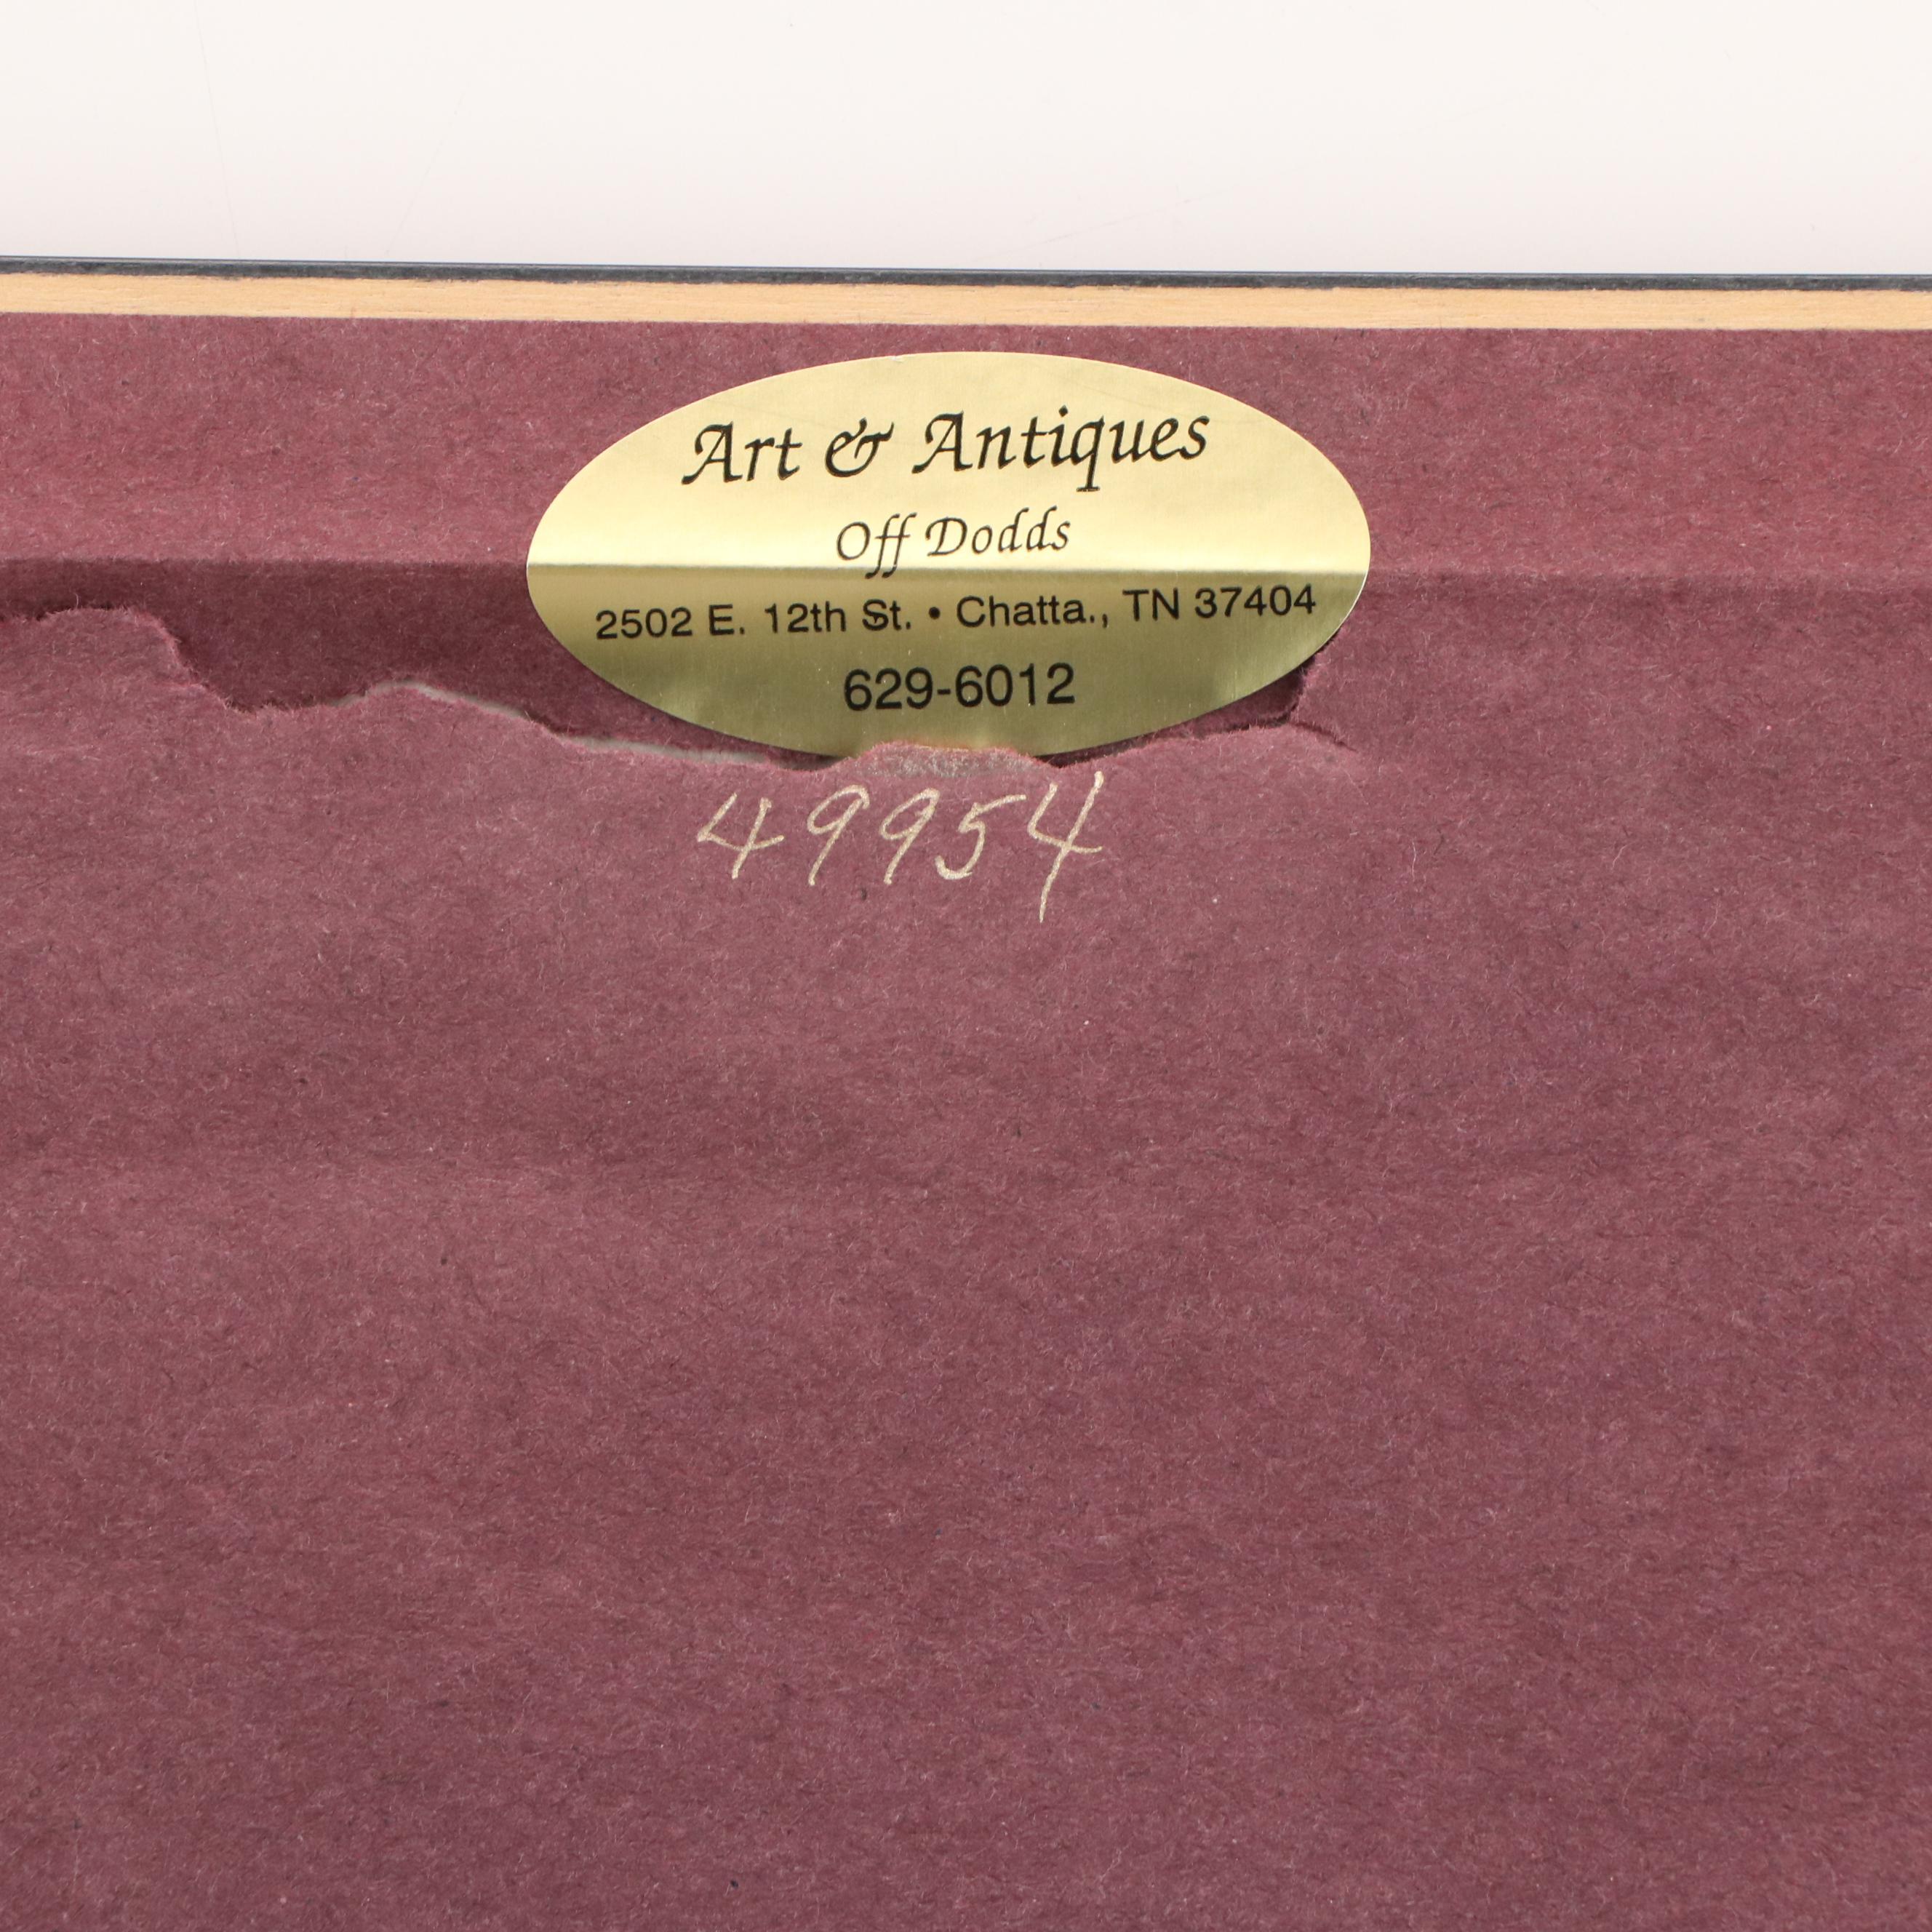 Art & Antiques
Off Dodds
2502 E. 12th St. • Chatta., TN 37404
629-6012
49954